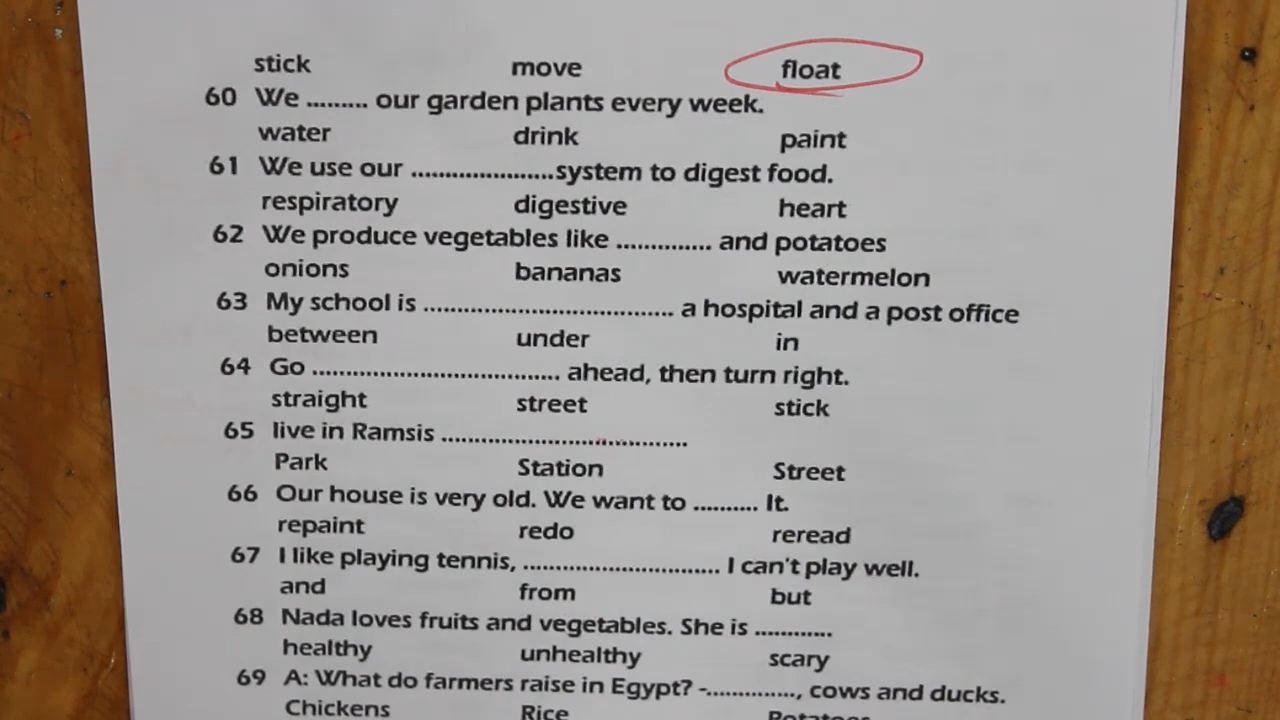 stick move float
60 We ......... our garden plants every week.
water drink paint
61 We use our .....................system to digest food.
respiratory digestive heart
62 We produce vegetables like .............. and potatoes
onions bananas watermelon
63 My school is ..................................... a hospital and a post office
between under in
64 Go ..................................... ahead, then turn right.
straight street stick
65 live in Ramsis .....................................
Park Station Street
66 Our house is very old. We want to .......... It.
repaint redo reread
67 I like playing tennis, ............................. I can't play well.
and from but
68 Nada loves fruits and vegetables. She is ............
healthy unhealthy scary
69 A: What do farmers raise in Egypt? -............., cows and ducks.
Chickens Rice Potatoes